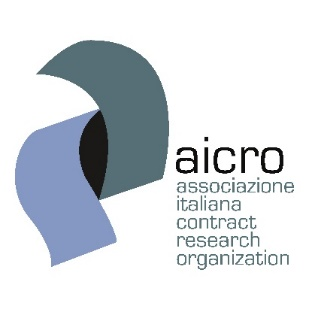 aicro
associazione
italiana
contract
research
organization